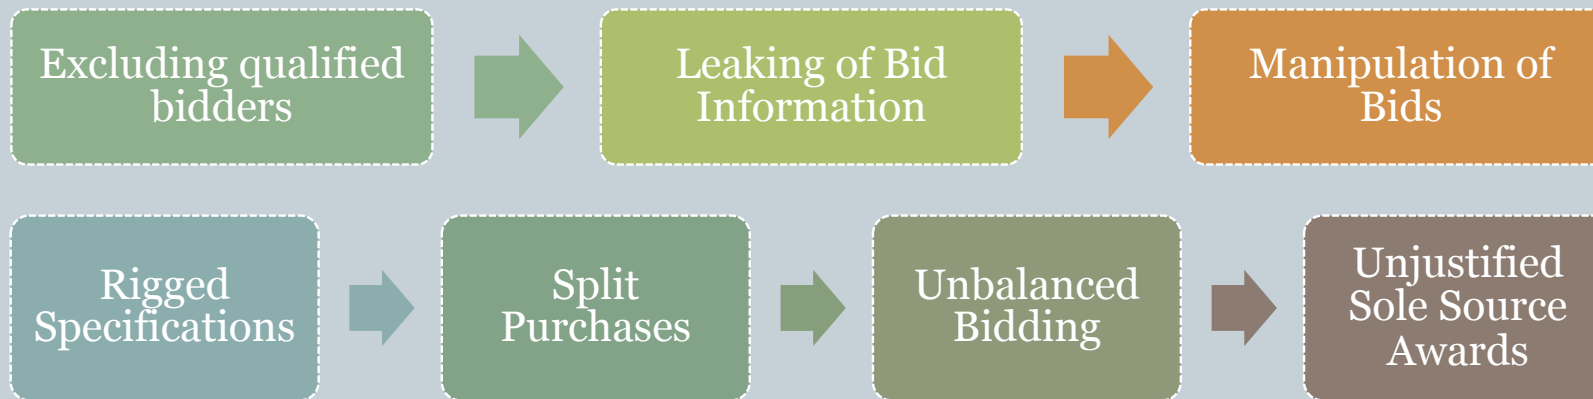 Excluding qualified
bidders
Leaking of Bid
Information
Manipulation of
Bids
Rigged
Specifications
Split
Purchases
Unbalanced
Bidding
Unjustified
Sole Source
Awards